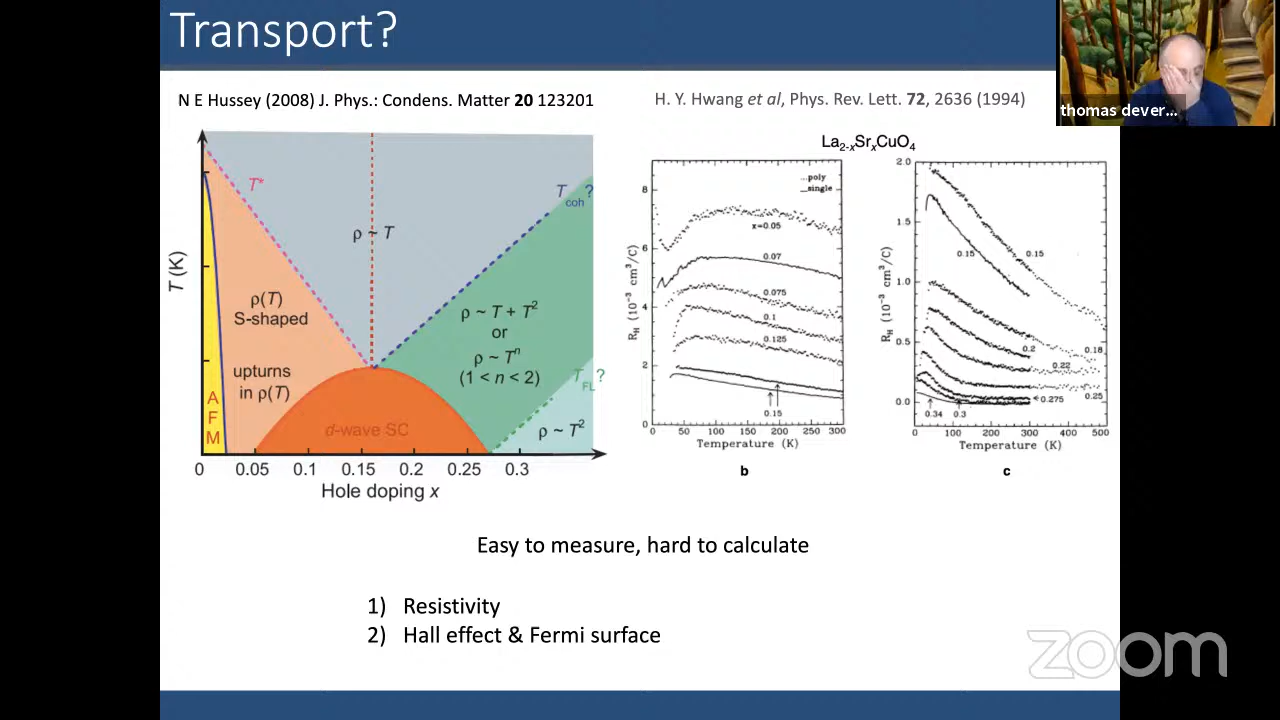 Transport?
thomas dever...
N E Hussey (2008) J. Phys.: Condens. Matter 20 123201
T*
T coh ?
ρ ~ T
T (K)
ρ(T)
S-shaped
ρ ~ T + T²
or
ρ ~ Tⁿ
(1 < n < 2)
upturns
in ρ(T)
T FL ?
A
F
M
d-wave SC
ρ ~ T²
0 0.05 0.1 0.15 0.2 0.25 0.3
Hole doping x
H. Y. Hwang et al, Phys. Rev. Lett. 72, 2636 (1994)
La2-xSrxCuO4
...poly
—single
8
6
4
2
0
R_H (10⁻³ cm³/C)
x=0.05
0.07
0.075
0.1
0.125
0.15
0 50 100 150 200 250 300
Temperature (K)
b
2.0
1.5
1.0
0.5
0.0
R_H (10⁻³ cm³/C)
0.15
0.15
0.18
0.2
0.22
0.25
0.275
0.34 0.3
0 100 200 300 400 500
Temperature (K)
c
Easy to measure, hard to calculate
1) Resistivity
2) Hall effect & Fermi surface
zoom